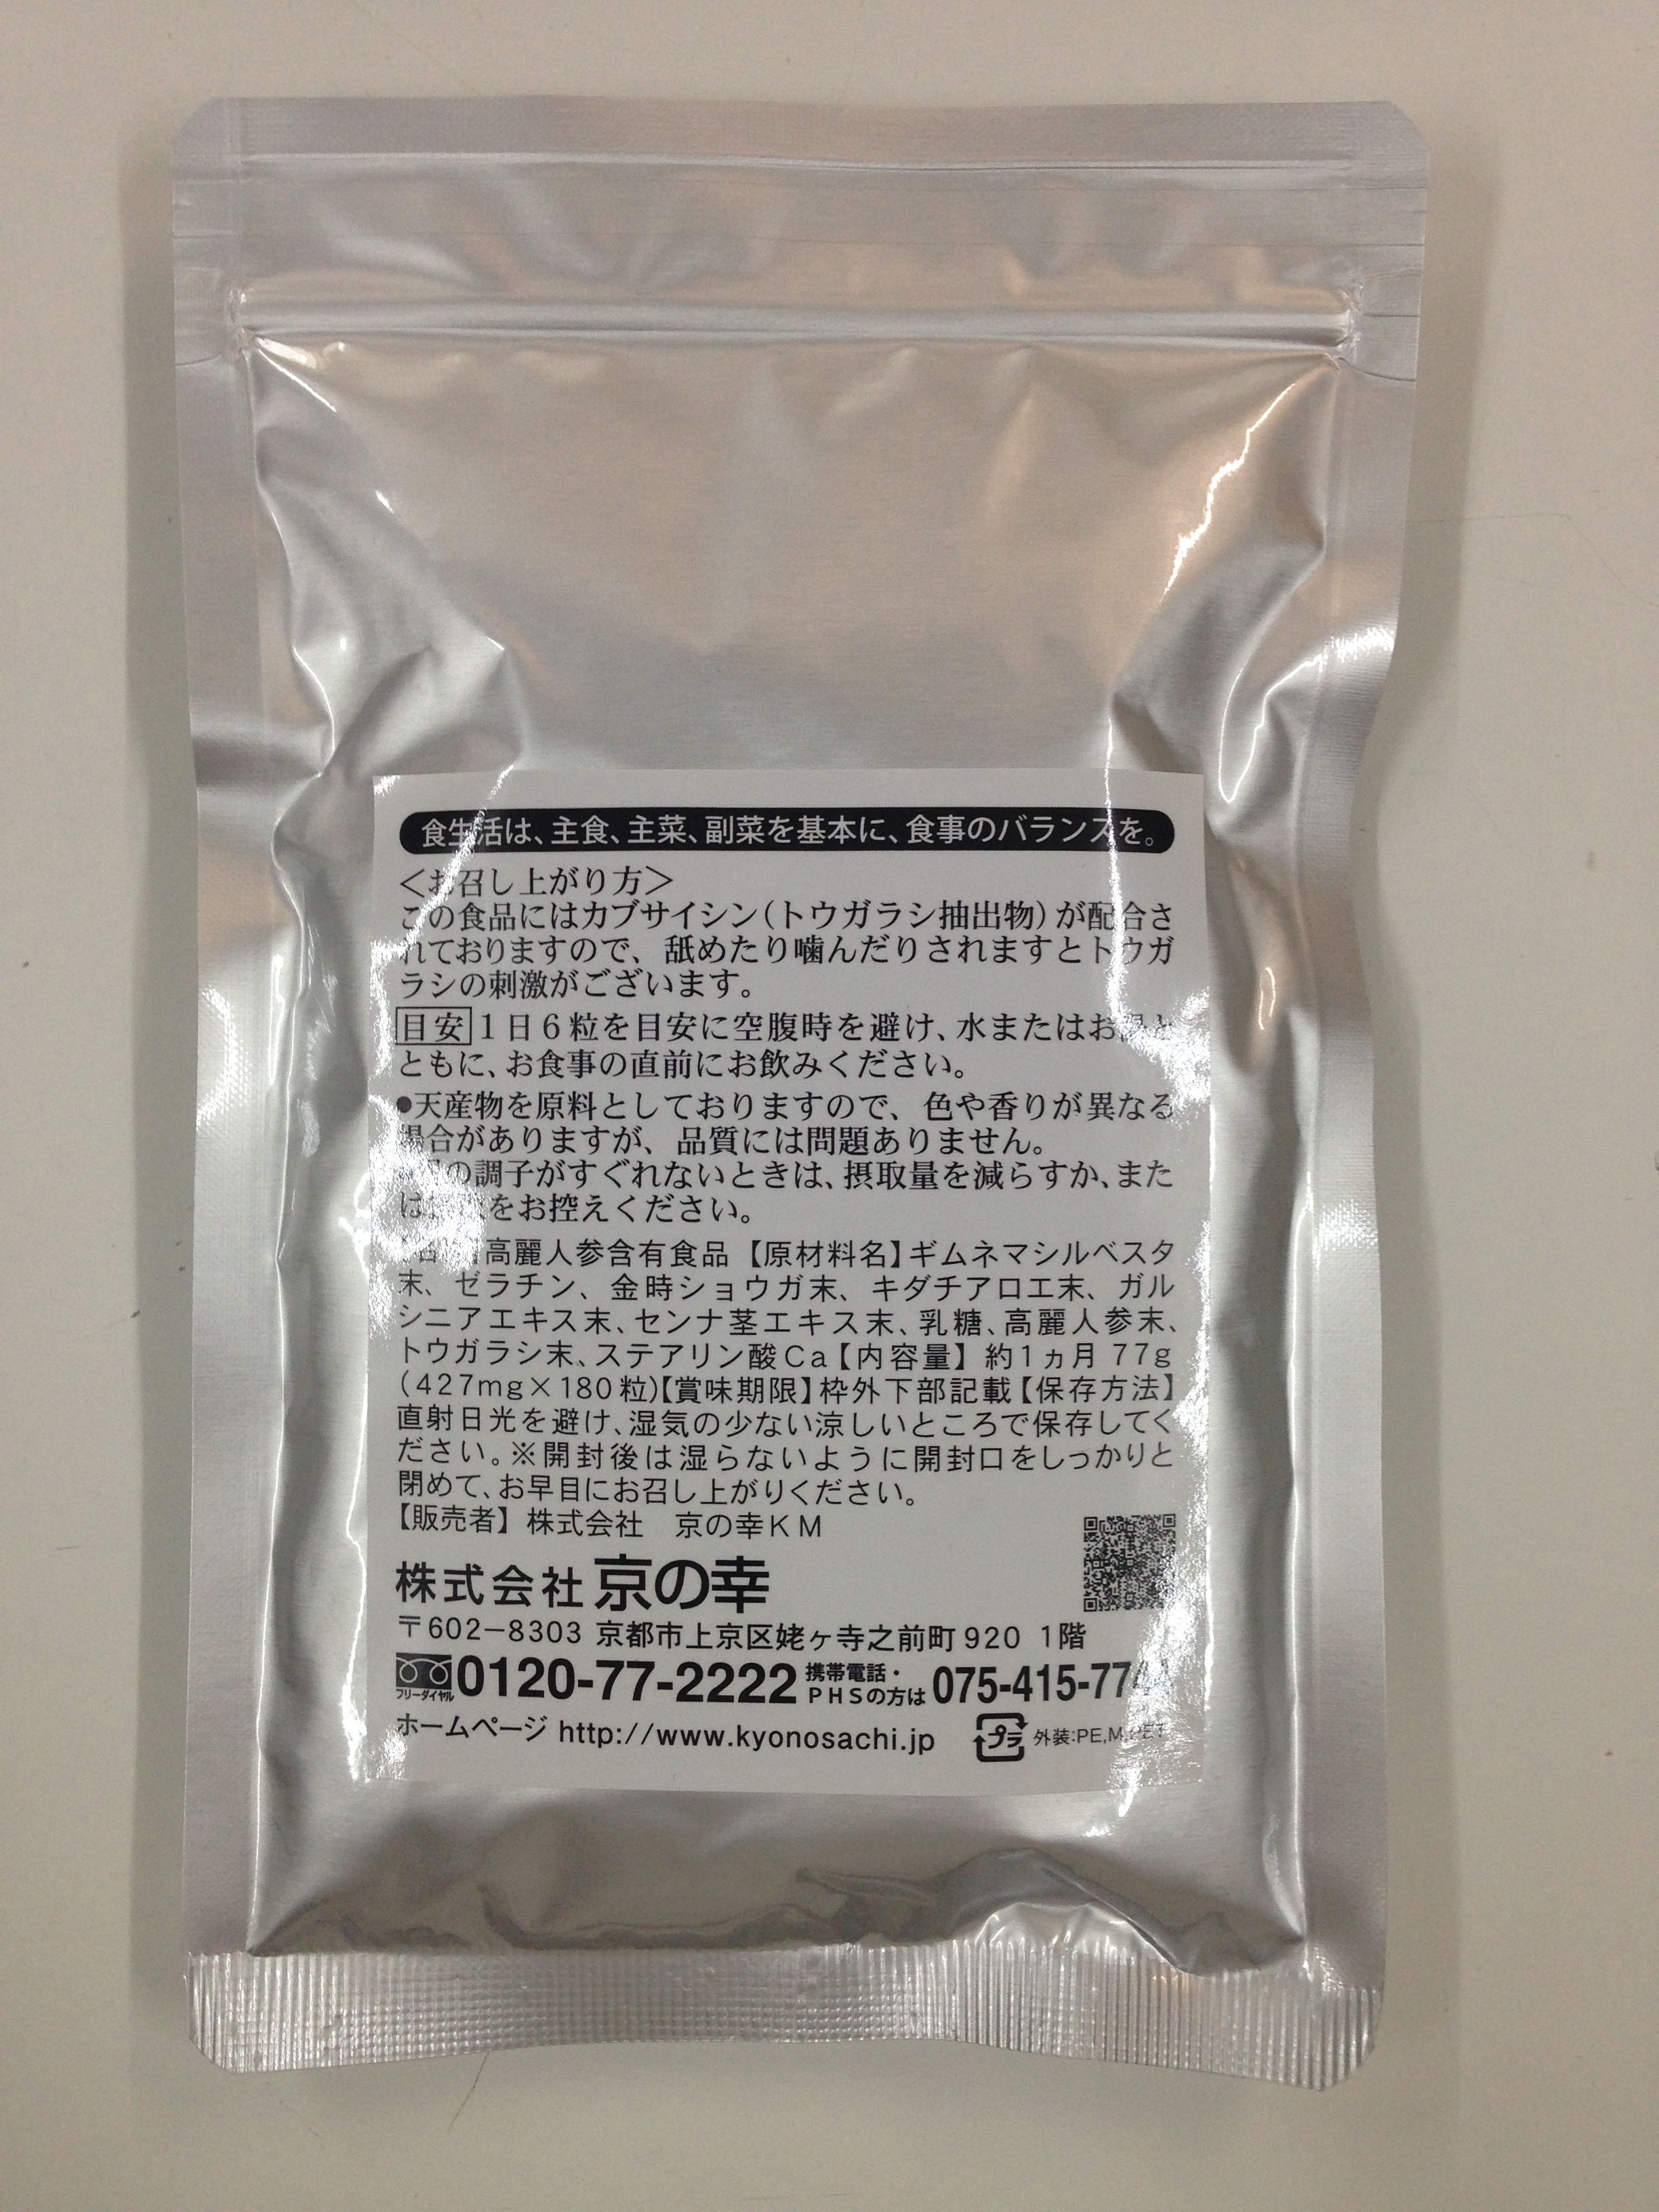 食生活は、主食、主菜、副菜を基本に、食事のバランスを。
＜お召し上がり方＞
この食品にはカプサイシン（トウガラシ抽出物）が配合さ
れておりますので、舐めたり噛んだりされますとトウガ
ラシの刺激がございます。
目安 1日6粒を目安に空腹時を避け、水またはお湯と
ともに、お食事の直前にお飲みください。
●天産物を原料としておりますので、色や香りが異なる
場合がありますが、品質には問題ありません。
の調子がすぐれないときは、摂取量を減らすか、また
は をお控えください。
高麗人参含有食品【原材料名】ギムネマシルベスタ
末、ゼラチン、金時ショウガ末、キダチアロエ末、ガル
シニアエキス末、センナ茎エキス末、乳糖、高麗人参末、
トウガラシ末、ステアリン酸Ca【内容量】約1ヵ月 77g
（427mg×180粒）【賞味期限】枠外下部記載【保存方法】
直射日光を避け、湿気の少ない涼しいところで保存してく
ださい。※開封後は湿らないように開封口をしっかりと
閉めて、お早目にお召し上がりください。
【販売者】株式会社　京の幸KM
株式会社 京の幸
〒602−8303 京都市上京区姥ヶ寺之前町920 1階
フリーダイヤル 0120-77-2222 携帯電話・PHSの方は 075-415-77
ホームページ http://www.kyonosachi.jp プラ 外装:PE,M,PET